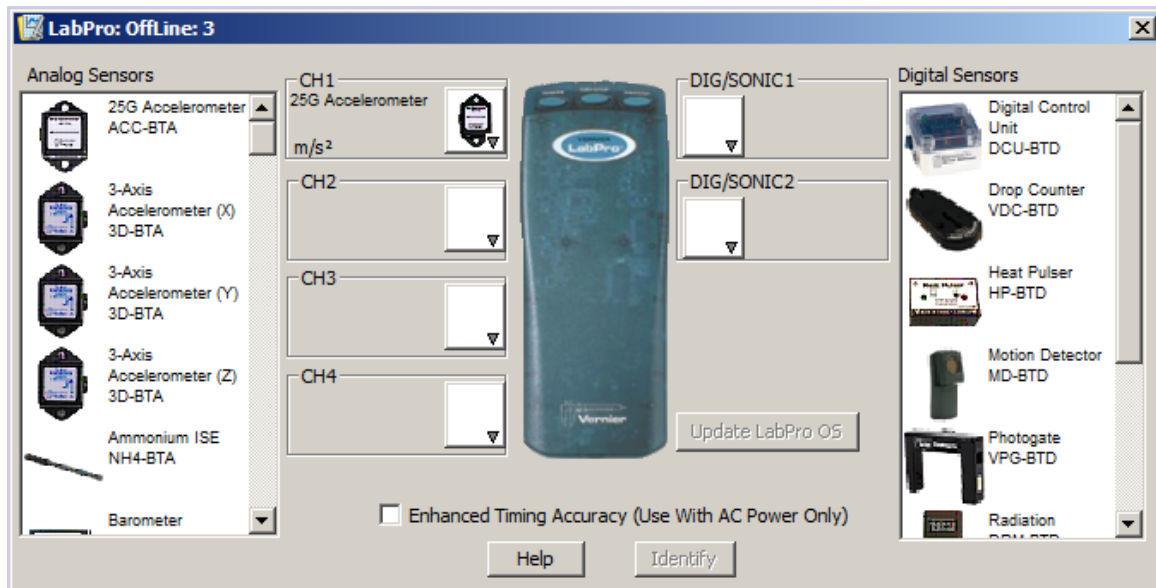 LabPro: OffLine: 3
Analog Sensors
25G Accelerometer
ACC-BTA
3-Axis
Accelerometer (X)
3D-BTA
3-Axis
Accelerometer (Y)
3D-BTA
3-Axis
Accelerometer (Z)
3D-BTA
Ammonium ISE
NH4-BTA
Barometer
CH1
25G Accelerometer
m/s²
CH2
CH3
CH4
LabPro
Vernier
DIG/SONIC1
DIG/SONIC2
Update LabPro OS
Digital Sensors
Digital Control
Unit
DCU-BTD
Drop Counter
VDC-BTD
Heat Pulser
HP-BTD
Motion Detector
MD-BTD
Photogate
VPG-BTD
Radiation
Enhanced Timing Accuracy (Use With AC Power Only)
Help
Identify